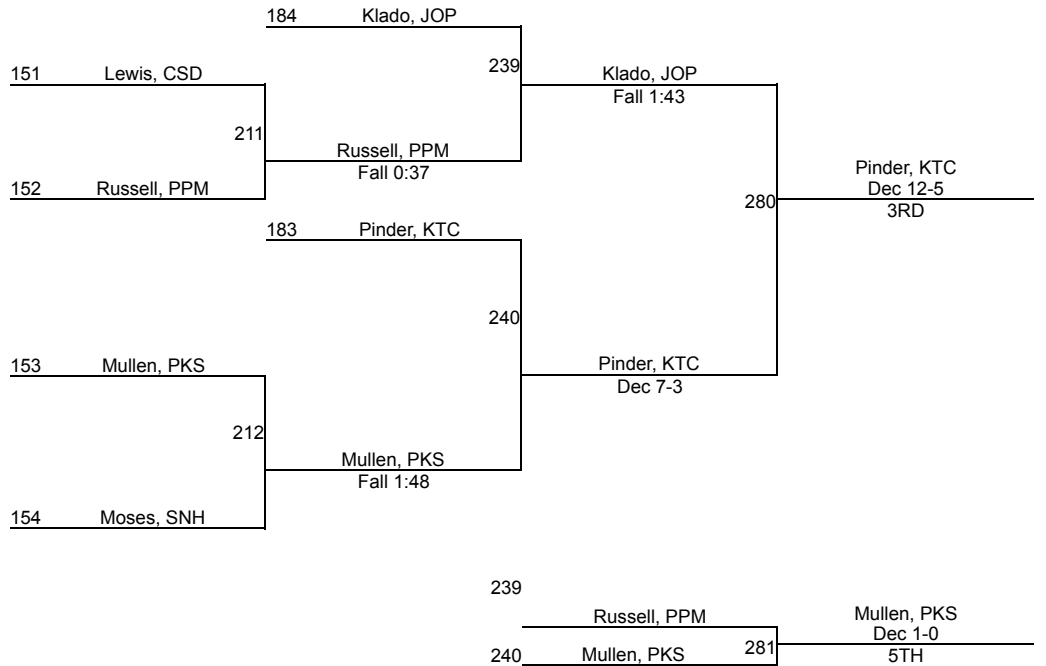 184 Klado, JOP
151 Lewis, CSD
239
Klado, JOP
Fall 1:43
211
Russell, PPM
Fall 0:37
152 Russell, PPM
Pinder, KTC
Dec 12-5
3RD
280
183 Pinder, KTC
240
153 Mullen, PKS
Pinder, KTC
Dec 7-3
212
Mullen, PKS
Fall 1:48
154 Moses, SNH
239
Russell, PPM
Mullen, PKS
Dec 1-0
5TH
281
240 Mullen, PKS